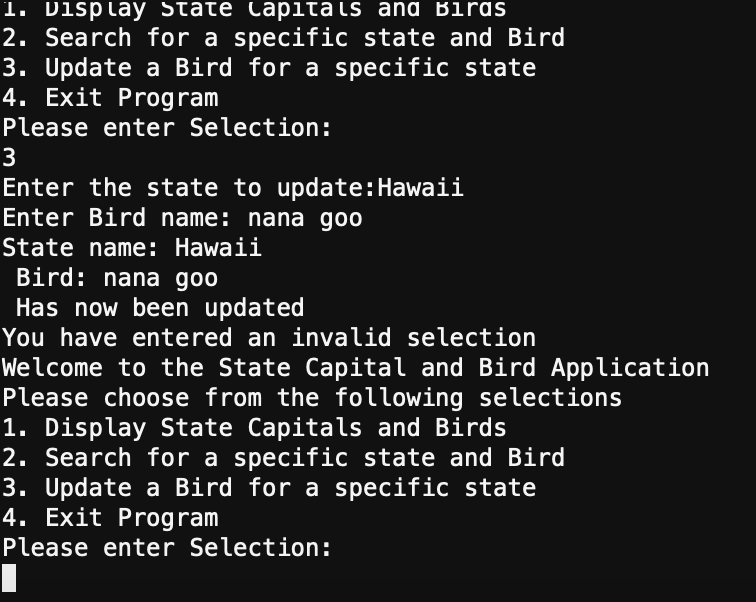 1. Display State Capitals and Birds
2. Search for a specific state and Bird
3. Update a Bird for a specific state
4. Exit Program
Please enter Selection:
3
Enter the state to update:Hawaii
Enter Bird name: nana goo
State name: Hawaii
 Bird: nana goo
 Has now been updated
You have entered an invalid selection
Welcome to the State Capital and Bird Application
Please choose from the following selections
1. Display State Capitals and Birds
2. Search for a specific state and Bird
3. Update a Bird for a specific state
4. Exit Program
Please enter Selection: